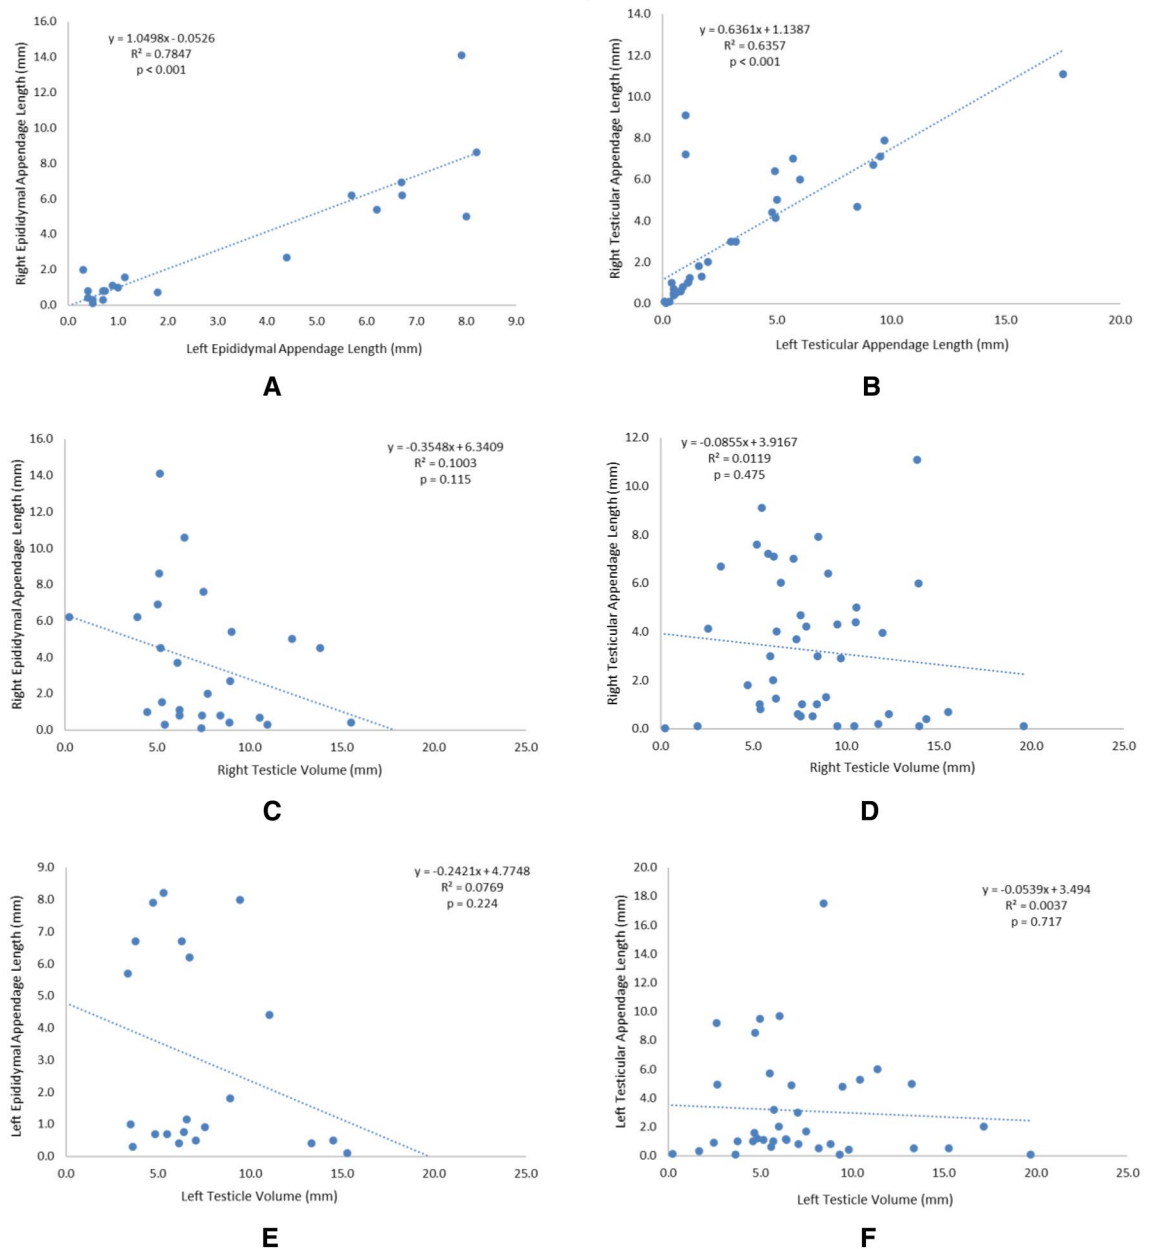 16.0
14.0
12.0
10.0
8.0
6.0
4.0
2.0
0.0
Right Epididymal Appendage Length (mm)
y = 1.0498x - 0.0526
R² = 0.7847
p < 0.001
0.0 1.0 2.0 3.0 4.0 5.0 6.0 7.0 8.0 9.0
Left Epididymal Appendage Length (mm)
A
14.0
12.0
10.0
8.0
6.0
4.0
2.0
0.0
Right Testicular Appendage Length (mm)
y = 0.6361x + 1.1387
R² = 0.6357
p < 0.001
0.0 5.0 10.0 15.0 20.0
Left Testicular Appendage Length (mm)
B
16.0
14.0
12.0
10.0
8.0
6.0
4.0
2.0
0.0
Right Epididymal Appendage Length (mm)
y = -0.3548x + 6.3409
R² = 0.1003
p = 0.115
0.0 5.0 10.0 15.0 20.0 25.0
Right Testicle Volume (mm)
C
12.0
10.0
8.0
6.0
4.0
2.0
0.0
Right Testicular Appendage Length (mm)
y = -0.0855x + 3.9167
R² = 0.0119
p = 0.475
0.0 5.0 10.0 15.0 20.0 25.0
Right Testicle Volume (mm)
D
9.0
8.0
7.0
6.0
5.0
4.0
3.0
2.0
1.0
0.0
Left Epididymal Appendage Length (mm)
y = -0.2421x + 4.7748
R² = 0.0769
p = 0.224
0.0 5.0 10.0 15.0 20.0 25.0
Left Testicle Volume (mm)
E
20.0
18.0
16.0
14.0
12.0
10.0
8.0
6.0
4.0
2.0
0.0
Left Testicular Appendage Length (mm)
y = -0.0539x + 3.494
R² = 0.0037
p = 0.717
0.0 5.0 10.0 15.0 20.0 25.0
Left Testicle Volume (mm)
F